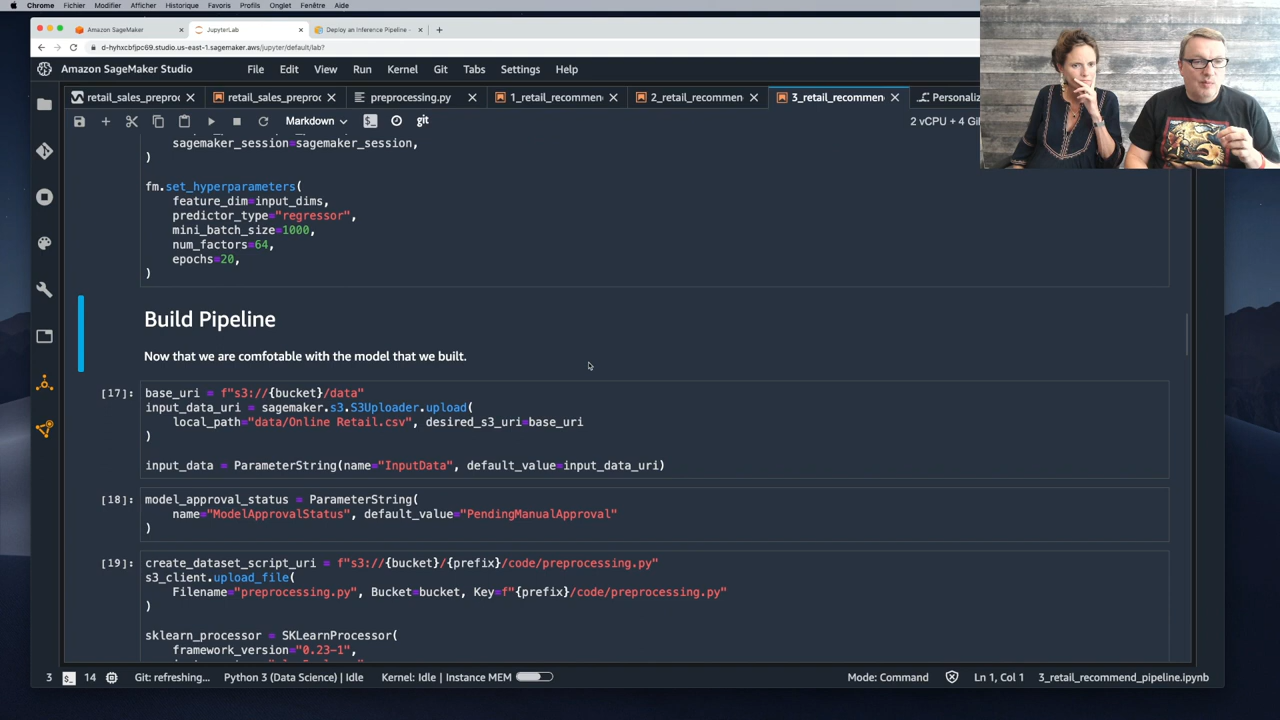 Chrome Fichier Modifier Afficher Historique Favoris Profils Onglet Fenêtre Aide
Amazon SageMaker × JupyterLab × Deploy an Inference Pipeline - × +
d-hyhxcbfjpc69.studio.us-east-1.sagemaker.aws/jupyter/default/lab?
Amazon SageMaker Studio File Edit View Run Kernel Git Tabs Settings Help
retail_sales_preproc × retail_sales_preproc × preprocessing.py × 1_retail_recommen × 2_retail_recommen × 3_retail_recommen × Personaliz
Markdown git 2 vCPU + 4 Gi
sagemaker_session=sagemaker_session,
)
fm.set_hyperparameters(
feature_dim=input_dims,
predictor_type="regressor",
mini_batch_size=1000,
num_factors=64,
epochs=20,
)
Build Pipeline
Now that we are comfotable with the model that we built.
[17]: base_uri = f"s3://{bucket}/data"
input_data_uri = sagemaker.s3.S3Uploader.upload(
local_path="data/Online Retail.csv", desired_s3_uri=base_uri
)
input_data = ParameterString(name="InputData", default_value=input_data_uri)
[18]: model_approval_status = ParameterString(
name="ModelApprovalStatus", default_value="PendingManualApproval"
)
[19]: create_dataset_script_uri = f"s3://{bucket}/{prefix}/code/preprocessing.py"
s3_client.upload_file(
Filename="preprocessing.py", Bucket=bucket, Key=f"{prefix}/code/preprocessing.py"
)
sklearn_processor = SKLearnProcessor(
framework_version="0.23-1",
3 $_ 14 Git: refreshing... Python 3 (Data Science) | Idle Kernel: Idle | Instance MEM Mode: Command Ln 1, Col 1 3_retail_recommend_pipeline.ipynb